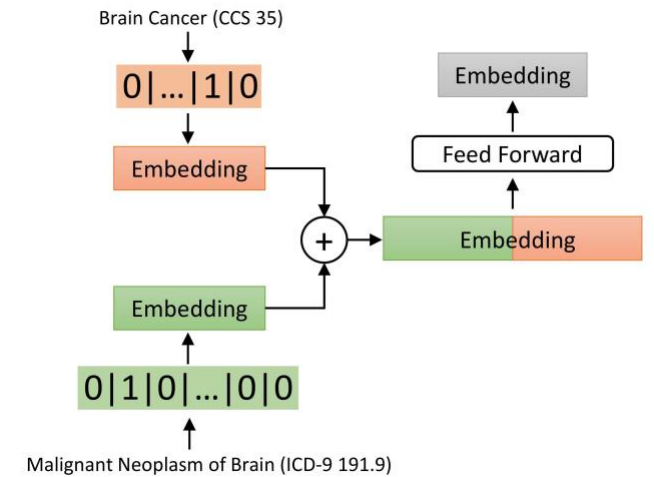 Brain Cancer (CCS 35)
0|...|1|0
Embedding
+
Embedding
0|1|0|...|0|0
Malignant Neoplasm of Brain (ICD-9 191.9)
Embedding
Feed Forward
Embedding